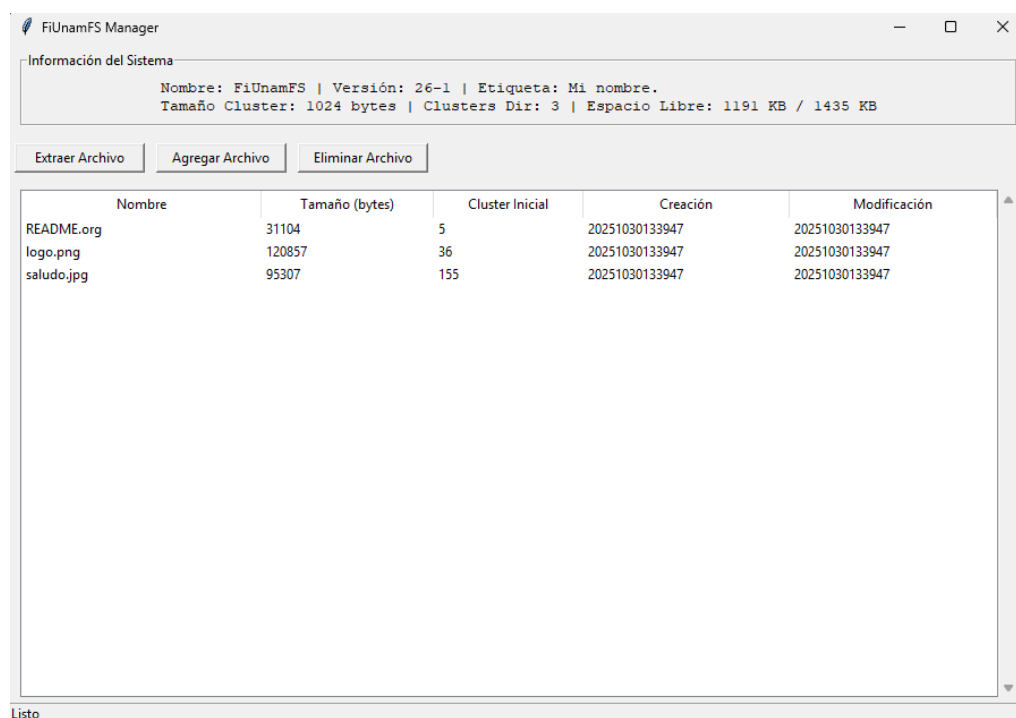 FiUnamFS Manager
Información del Sistema
Nombre: FiUnamFS | Versión: 26-1 | Etiqueta: Mi nombre.
Tamaño Cluster: 1024 bytes | Clusters Dir: 3 | Espacio Libre: 1191 KB / 1435 KB
Extraer Archivo Agregar Archivo Eliminar Archivo
Nombre Tamaño (bytes) Cluster Inicial Creación Modificación
README.org 31104 5 20251030133947 20251030133947
logo.png 120857 36 20251030133947 20251030133947
saludo.jpg 95307 155 20251030133947 20251030133947
Listo